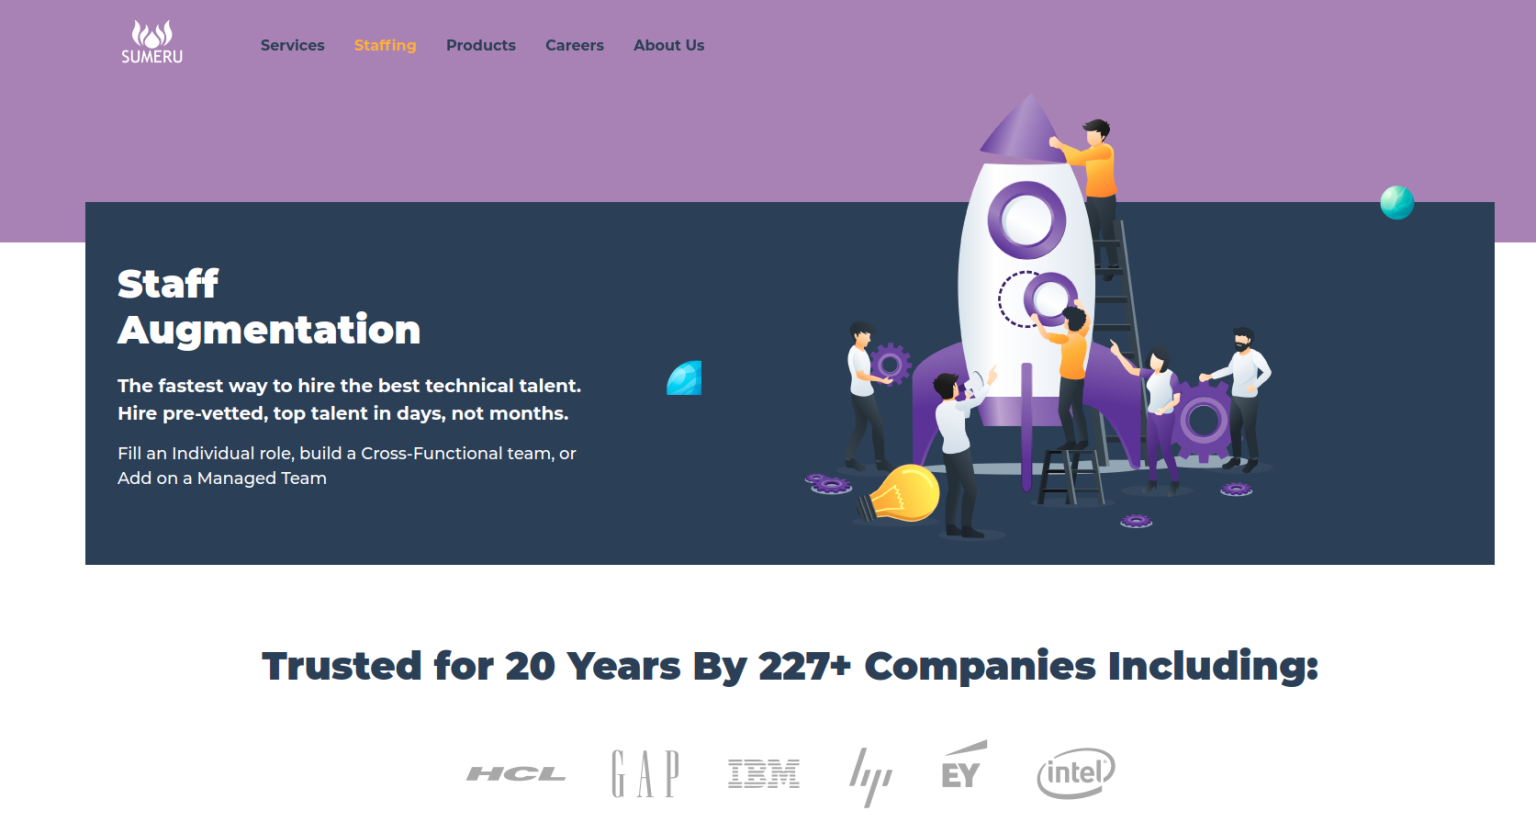 SUMERU
Services Staffing Products Careers About Us
Staff
Augmentation
The fastest way to hire the best technical talent.
Hire pre-vetted, top talent in days, not months.
Fill an Individual role, build a Cross-Functional team, or
Add on a Managed Team
Trusted for 20 Years By 227+ Companies Including:
HCL GAP IBM hp EY intel